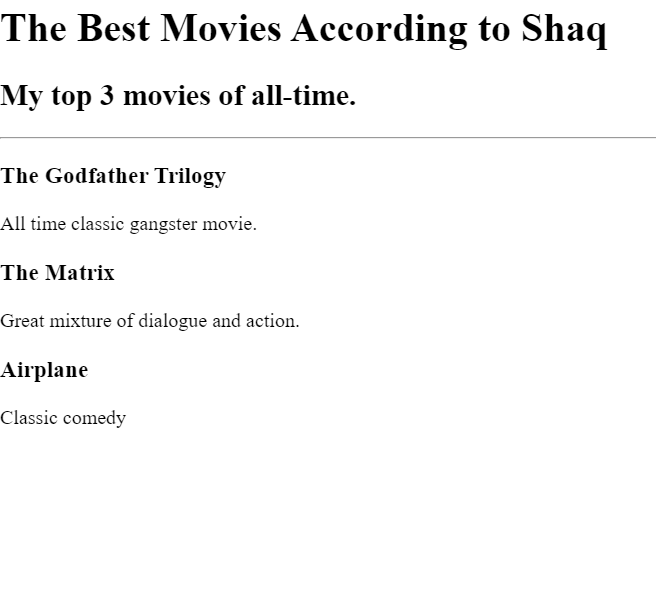 The Best Movies According to Shaq
My top 3 movies of all-time.
The Godfather Trilogy
All time classic gangster movie.
The Matrix
Great mixture of dialogue and action.
Airplane
Classic comedy